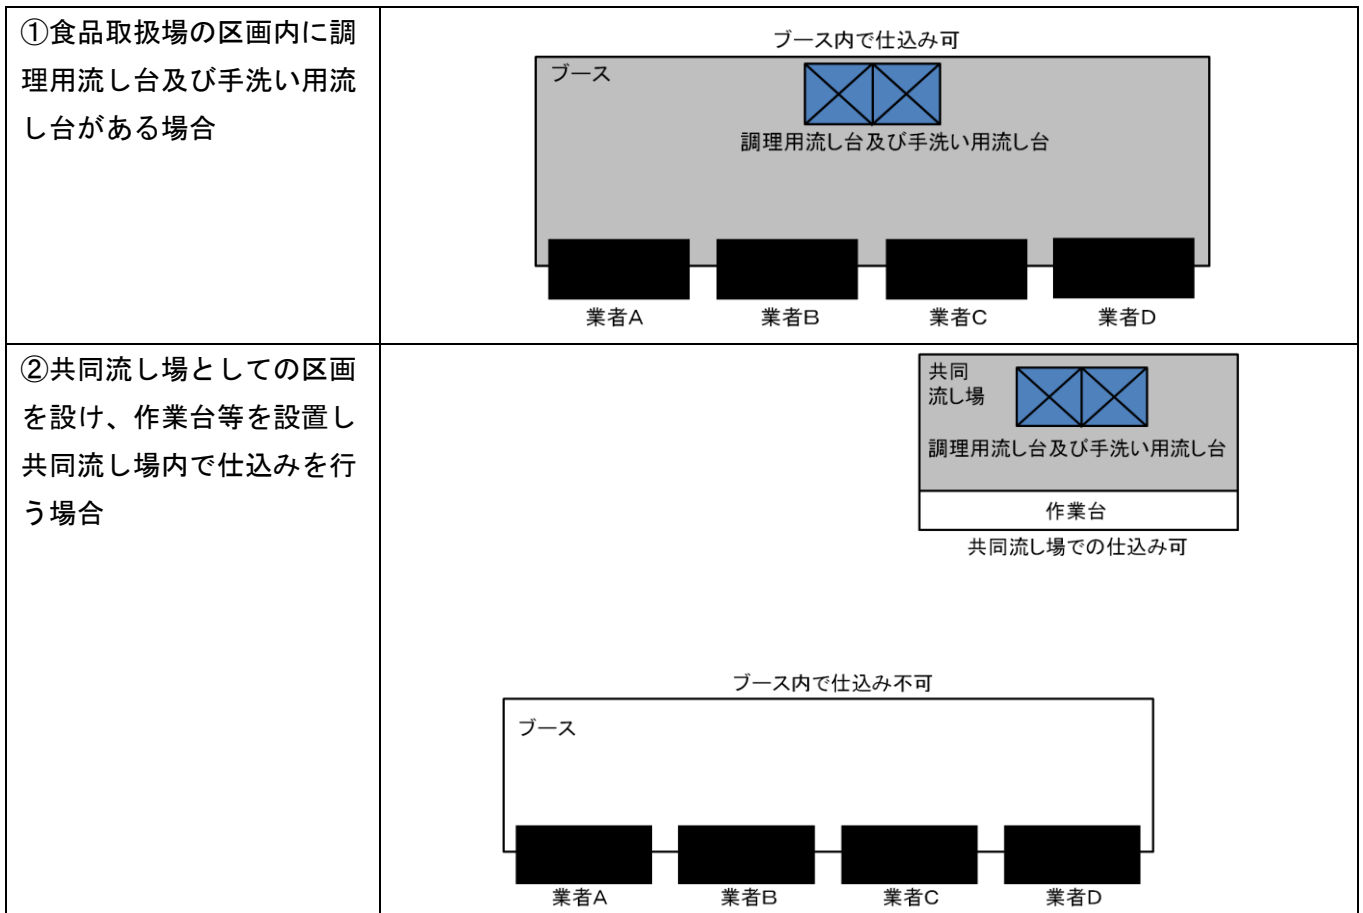 ①食品取扱場の区画内に調
理用流し台及び手洗い用流
し台がある場合
ブース内で仕込み可
ブース
調理用流し台及び手洗い用流し台
業者A
業者B
業者C
業者D
②共同流し場としての区画
を設け、作業台等を設置し
共同流し場内で仕込みを行
う場合
共同
流し場
調理用流し台及び手洗い用流し台
作業台
共同流し場での仕込み可
ブース内で仕込み不可
ブース
業者A
業者B
業者C
業者D